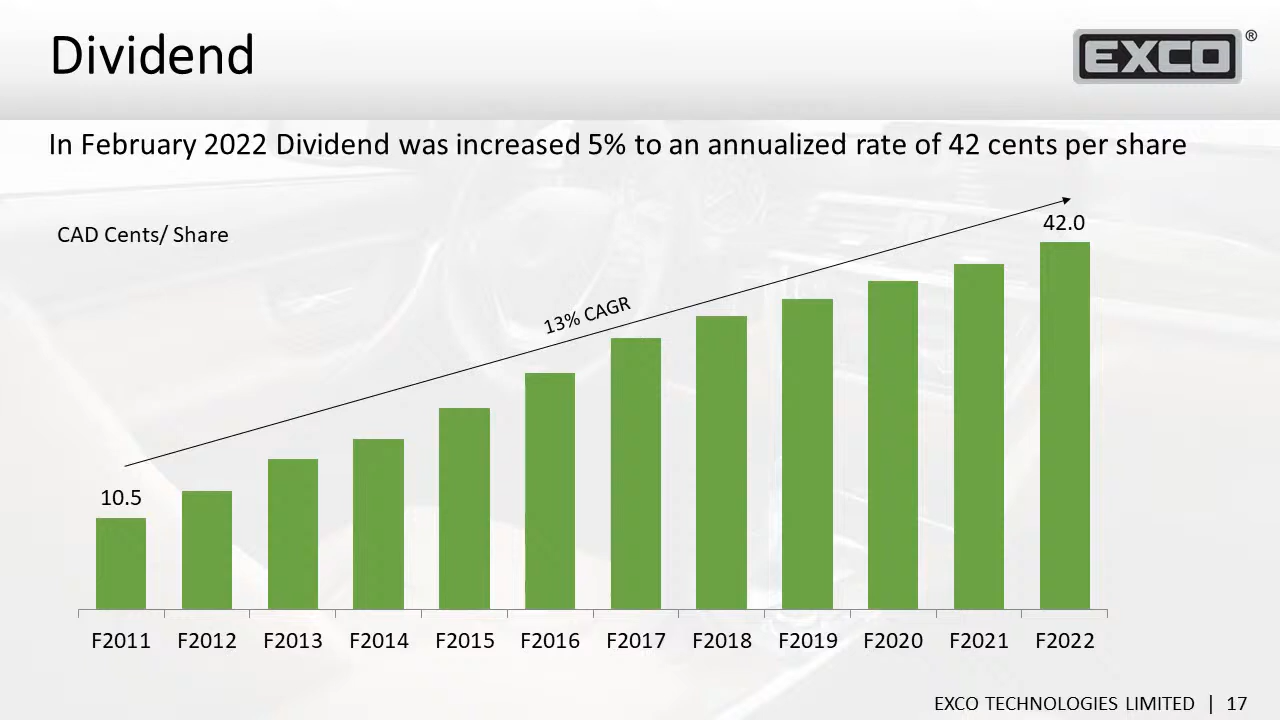 Dividend
EXCO®
In February 2022 Dividend was increased 5% to an annualized rate of 42 cents per share
CAD Cents/ Share
42.0
13% CAGR
10.5
F2011 F2012 F2013 F2014 F2015 F2016 F2017 F2018 F2019 F2020 F2021 F2022
EXCO TECHNOLOGIES LIMITED | 17